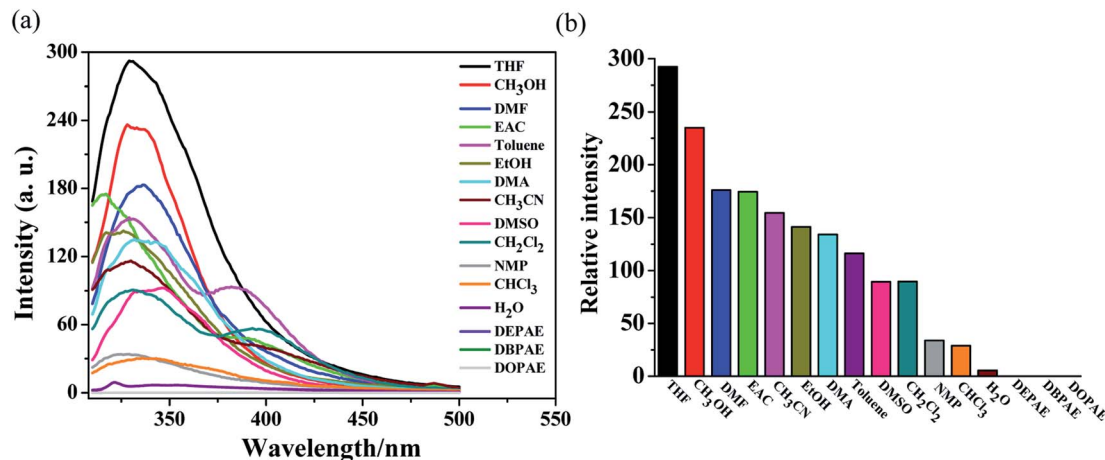 (a)
300
240
180
120
60
0
Intensity (a. u.)
350
400
450
500
550
Wavelength/nm
THF
CH₃OH
DMF
EAC
Toluene
EtOH
DMA
CH₃CN
DMSO
CH₂Cl₂
NMP
CHCl₃
H₂O
DEPAE
DBPAE
DOPAE
(b)
300
250
200
150
100
50
0
Relative intensity
THF
CH₃OH
DMF
EAC
CH₃CN
EtOH
DMA
Toluene
DMSO
CH₂Cl₂
NMP
CHCl₃
H₂O
DEPAE
DBPAE
DOPAE